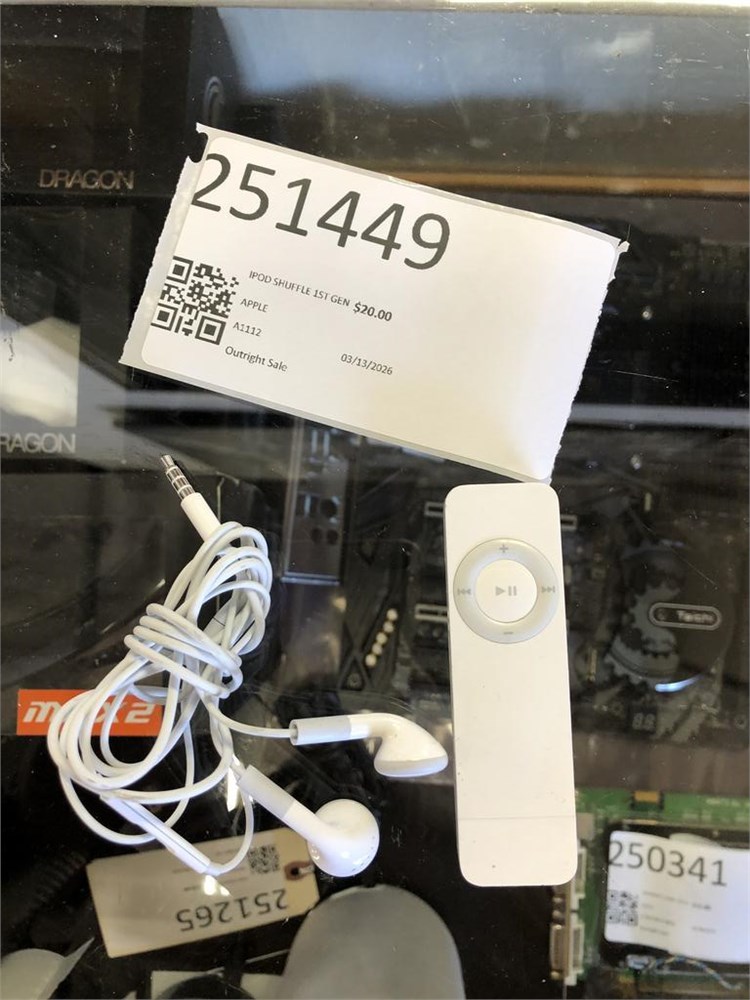 DRAGON
251449
IPOD SHUFFLE 1ST GEN $20.00
APPLE
A1112
Outright Sale 03/13/2026
RAGON
250341
251265